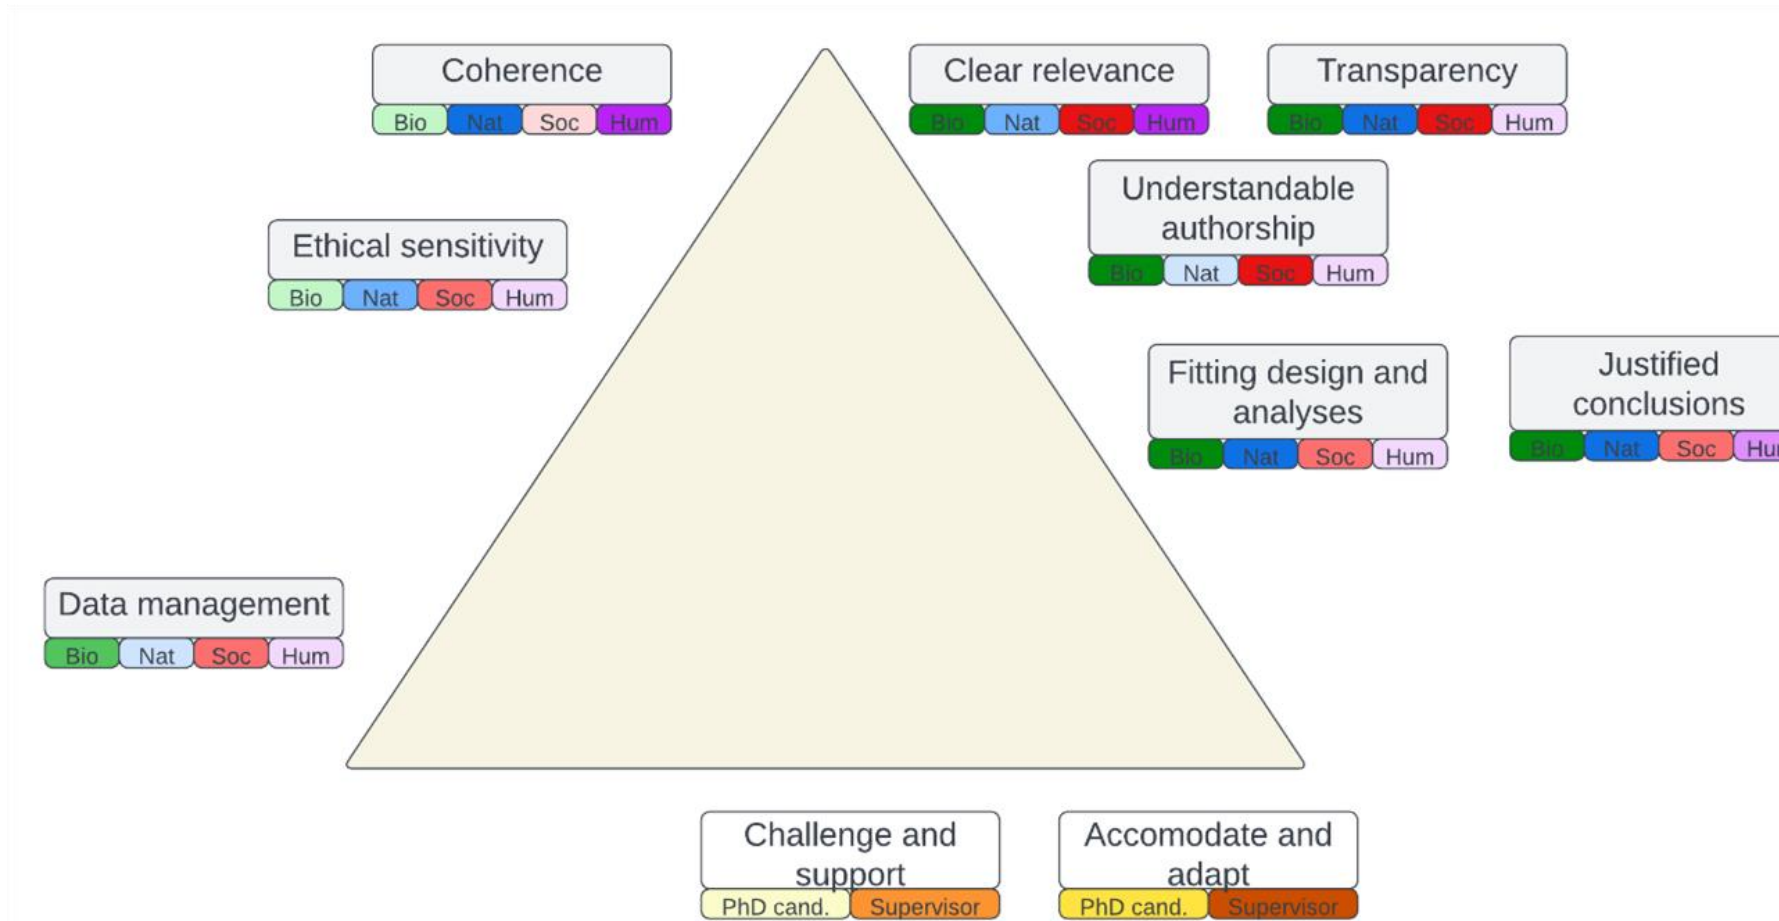 Coherence
Bio Nat Soc Hum
Clear relevance
Bio Nat Soc Hum
Transparency
Bio Nat Soc Hum
Understandable
authorship
Bio Nat Soc Hum
Ethical sensitivity
Bio Nat Soc Hum
Fitting design and
analyses
Bio Nat Soc Hum
Justified
conclusions
Bio Nat Soc
Data management
Bio Nat Soc Hum
Challenge and
support
PhD cand. Supervisor
Accomodate and
adapt
PhD cand. Supervisor